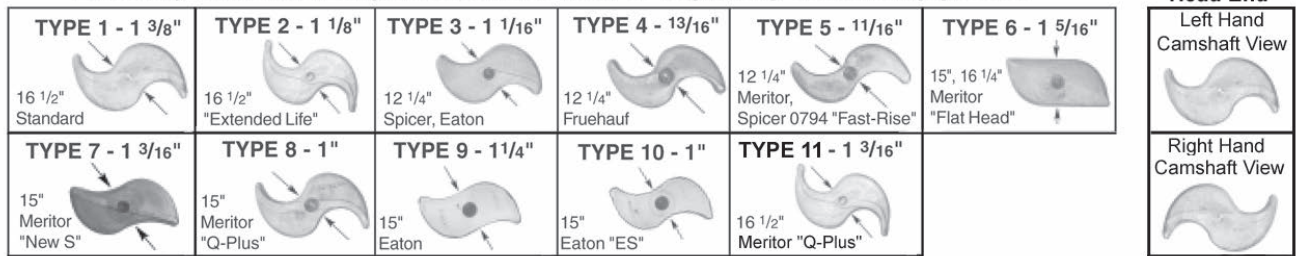 TYPE 1 - 1 3/8"
16 1/2"
Standard
TYPE 2 - 1 1/8"
16 1/2"
"Extended Life"
TYPE 3 - 1 1/16"
12 1/4"
Spicer, Eaton
TYPE 4 - 13/16"
12 1/4"
Fruehauf
TYPE 5 - 11/16"
12 1/4"
Meritor,
Spicer 0794 "Fast-Rise"
TYPE 6 - 1 5/16"
15", 16 1/4"
Meritor
"Flat Head"
Left Hand
Camshaft View
TYPE 7 - 1 3/16"
15"
Meritor
"New S"
TYPE 8 - 1"
15"
Meritor
"Q-Plus"
TYPE 9 - 11/4"
15"
Eaton
TYPE 10 - 1"
15"
Eaton "ES"
TYPE 11 - 1 3/16"
16 1/2"
Meritor "Q-Plus"
Right Hand
Camshaft View